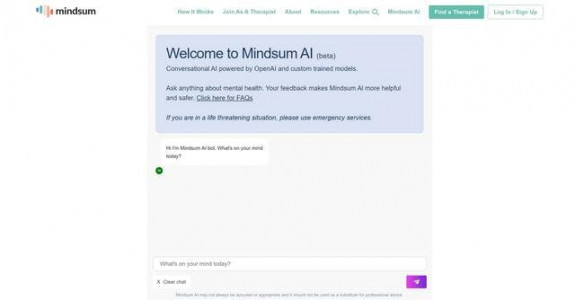 mindsum
How It Works Join As A Therapist About Resources Explore Mindsum AI Find a Therapist Log In / Sign Up
Welcome to Mindsum AI (beta)
Conversational AI powered by OpenAI and custom trained models.
Ask anything about mental health. Your feedback makes Mindsum AI more helpful
and safer. Click here for FAQs
If you are in a life threatening situation, please use emergency services.
Hi I'm Mindsum AI bot. What's on your mind
today?
What's on your mind today?
X Clear chat
Mindsum AI may not always be accurate or appropriate and it should not be used as a substitute for professional advice